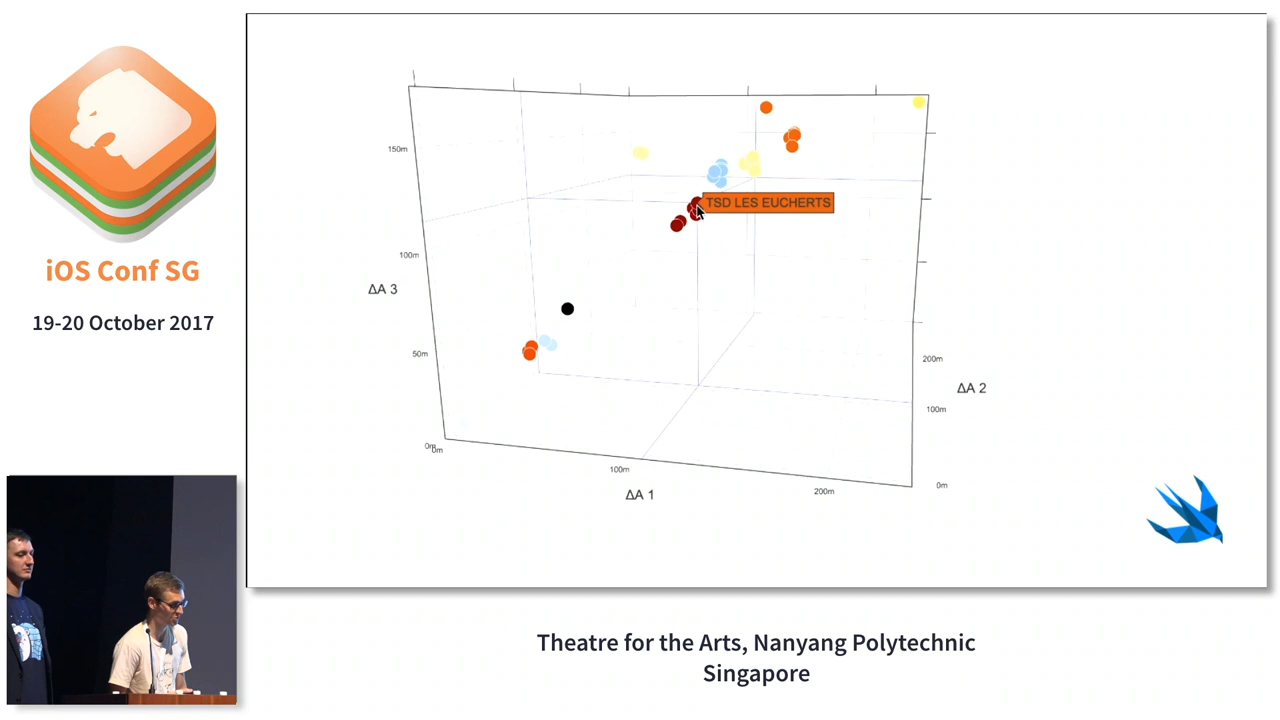 iOS Conf SG
19-20 October 2017
150m
100m
ΔA 3
50m
0m
0m
TSD LES EUCHERTS
100m
ΔA 1
200m
200m
ΔA 2
100m
0m
Theatre for the Arts, Nanyang Polytechnic
Singapore